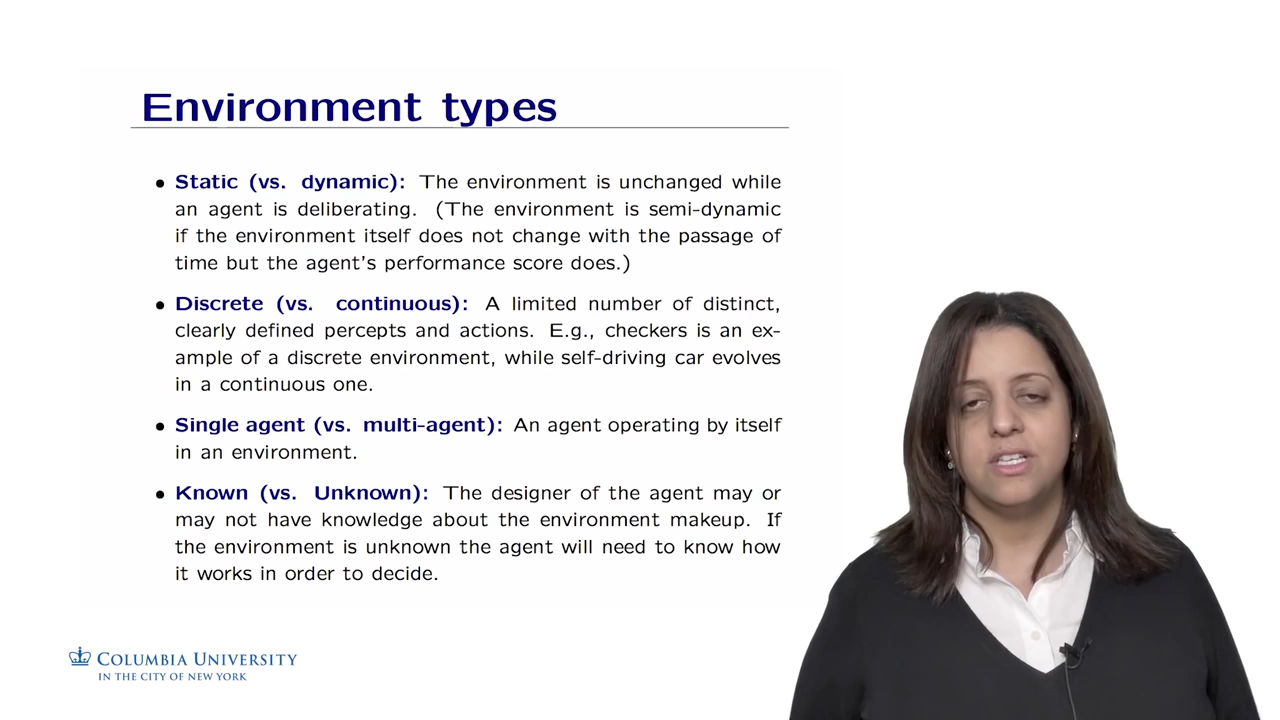 Environment types
• Static (vs. dynamic): The environment is unchanged while
an agent is deliberating. (The environment is semi-dynamic
if the environment itself does not change with the passage of
time but the agent's performance score does.)
• Discrete (vs. continuous): A limited number of distinct,
clearly defined percepts and actions. E.g., checkers is an ex-
ample of a discrete environment, while self-driving car evolves
in a continuous one.
• Single agent (vs. multi-agent): An agent operating by itself
in an environment.
• Known (vs. Unknown): The designer of the agent may or
may not have knowledge about the environment makeup. If
the environment is unknown the agent will need to know how
it works in order to decide.
COLUMBIA UNIVERSITY
IN THE CITY OF NEW YORK